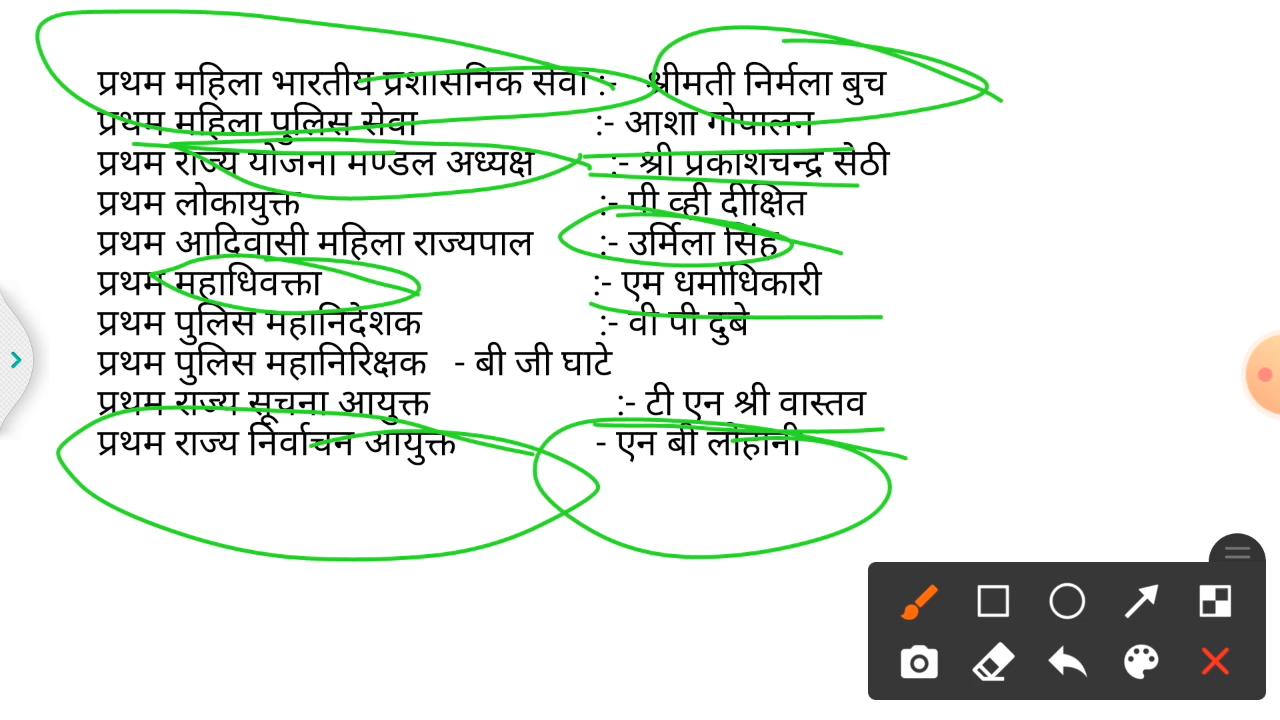 प्रथम महिला भारतीय प्रशासनिक सेवा :- श्रीमती निर्मला बुच
प्रथम महिला पुलिस सेवा :- आशा गोपालन
प्रथम राज्य योजना मण्डल अध्यक्ष :- श्री प्रकाशचन्द्र सेठी
प्रथम लोकायुक्त :- पी व्ही दीक्षित
प्रथम आदिवासी महिला राज्यपाल :- उर्मिला सिंह
प्रथम महाधिवक्ता :- एम धर्माधिकारी
प्रथम पुलिस महानिदेशक :- वी पी दुबे
प्रथम पुलिस महानिरिक्षक - बी जी घाटे
प्रथम राज्य सूचना आयुक्त :- टी एन श्री वास्तव
प्रथम राज्य निर्वाचन आयुक्त - एन बी लोहानी